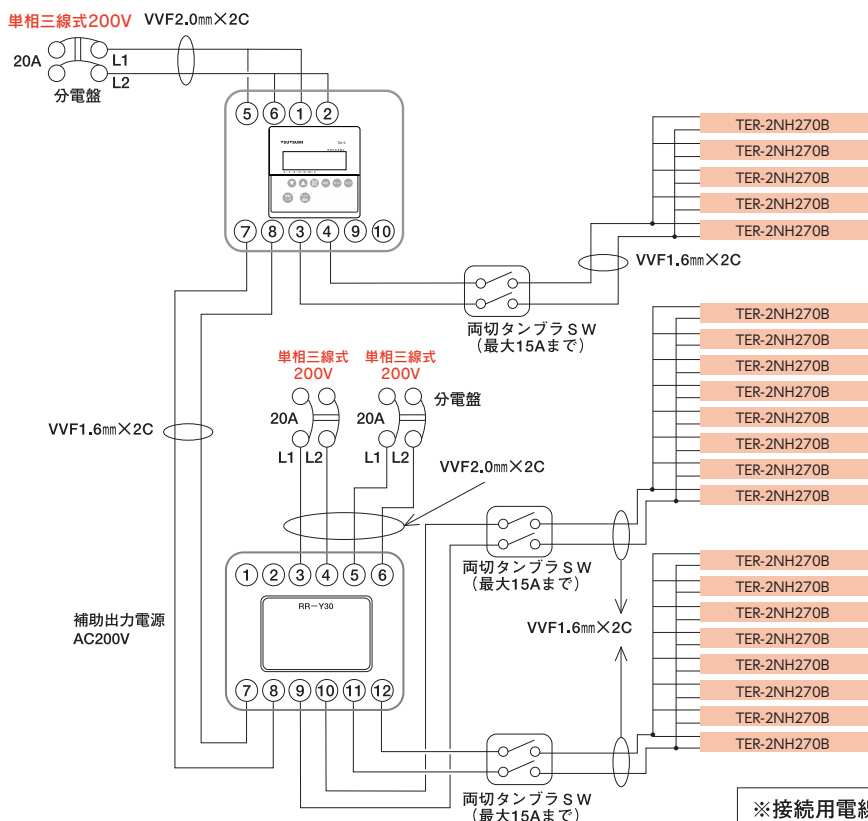 単相三線式200V VVF2.0mm×2C
20A
L1
L2
分電盤
5 6 1 2
TSUTSUMI
7 8 3 4 9 10
両切タンブラSW
(最大15Aまで)
VVF1.6mm×2C
TER-2NH270B
TER-2NH270B
TER-2NH270B
TER-2NH270B
TER-2NH270B
単相三線式
200V
単相三線式
200V
20A
20A
分電盤
L1 L2
L1 L2
VVF1.6mm×2C
VVF2.0mm×2C
TER-2NH270B
TER-2NH270B
TER-2NH270B
TER-2NH270B
TER-2NH270B
TER-2NH270B
TER-2NH270B
TER-2NH270B
両切タンブラSW
(最大15Aまで)
1 2 3 4 5 6
RR-Y30
補助出力電源
AC200V
7 8 9 10 11 12
VVF1.6mm×2C
TER-2NH270B
TER-2NH270B
TER-2NH270B
TER-2NH270B
TER-2NH270B
TER-2NH270B
TER-2NH270B
TER-2NH270B
両切タンブラSW
(最大15Aまで)
※接続用電線